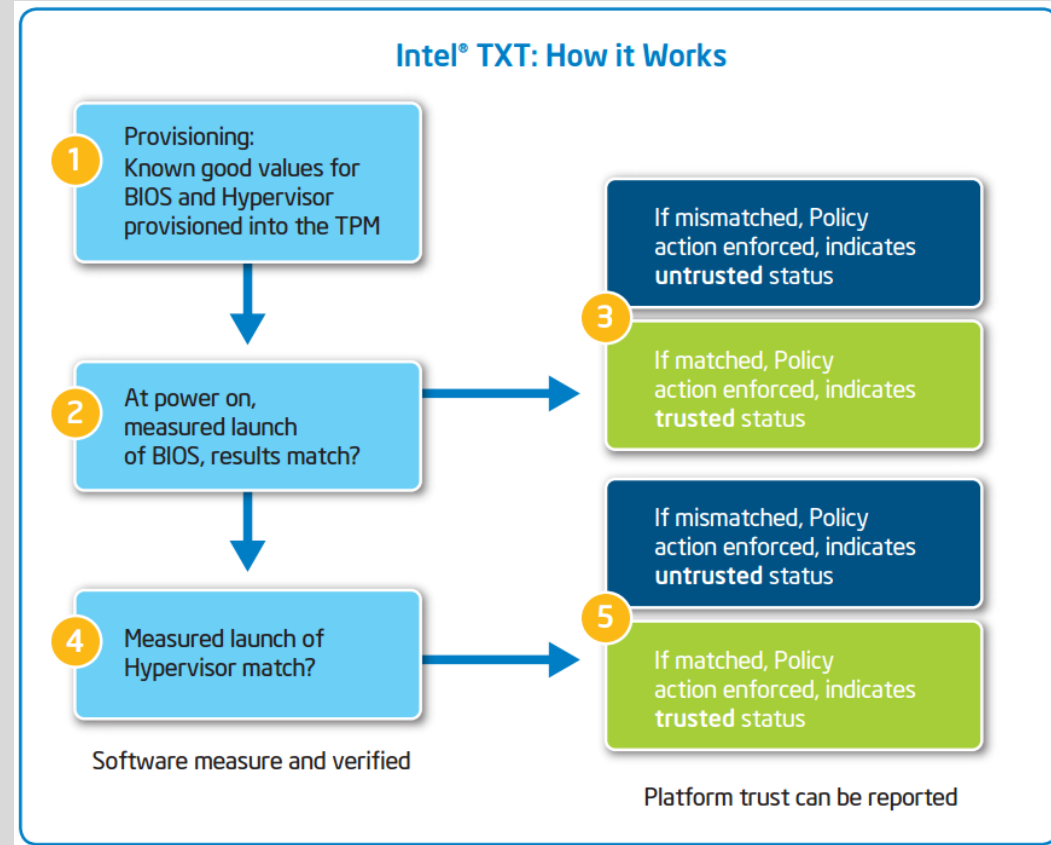 Intel® TXT: How it Works
1
Provisioning:
Known good values for
BIOS and Hypervisor
provisioned into the TPM
2
At power on,
measured launch
of BIOS, results match?
3
If mismatched, Policy
action enforced, indicates
untrusted status
If matched, Policy
action enforced, indicates
trusted status
4
Measured launch of
Hypervisor match?
5
If mismatched, Policy
action enforced, indicates
untrusted status
If matched, Policy
action enforced, indicates
trusted status
Software measure and verified
Platform trust can be reported